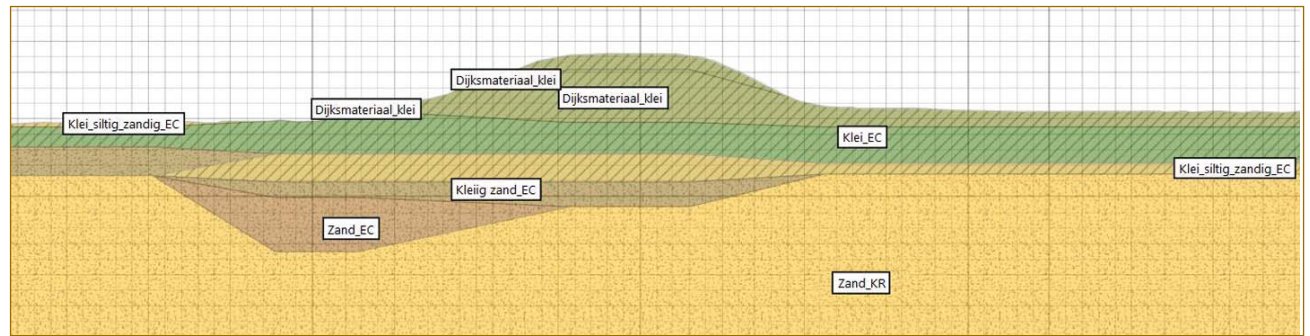 Dijksmateriaal_klei
Dijksmateriaal_klei
Dijksmateriaal_klei
Klei_siltig_zandig_EC
Klei_EC
Klei_siltig_zandig_EC
Kleiig zand_EC
Zand_EC
Zand_KR